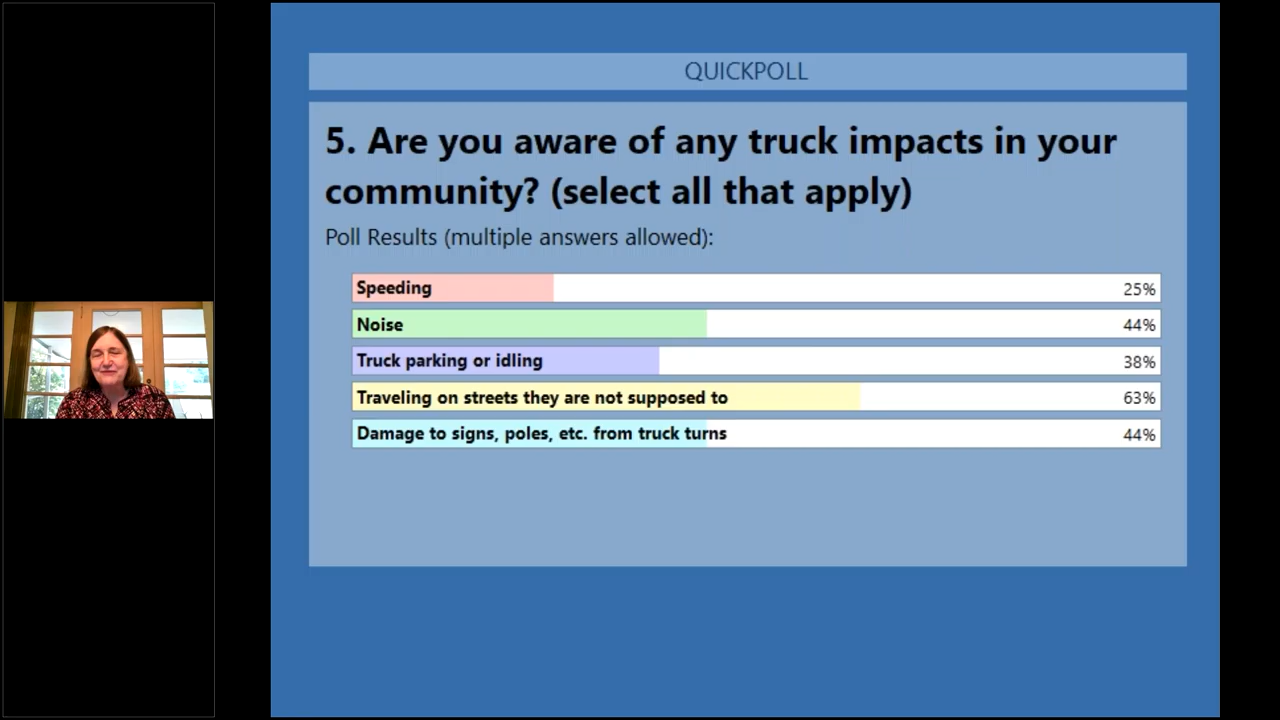 QUICKPOLL
5. Are you aware of any truck impacts in your
community? (select all that apply)
Poll Results (multiple answers allowed):
Speeding 25%
Noise 44%
Truck parking or idling 38%
Traveling on streets they are not supposed to 63%
Damage to signs, poles, etc. from truck turns 44%